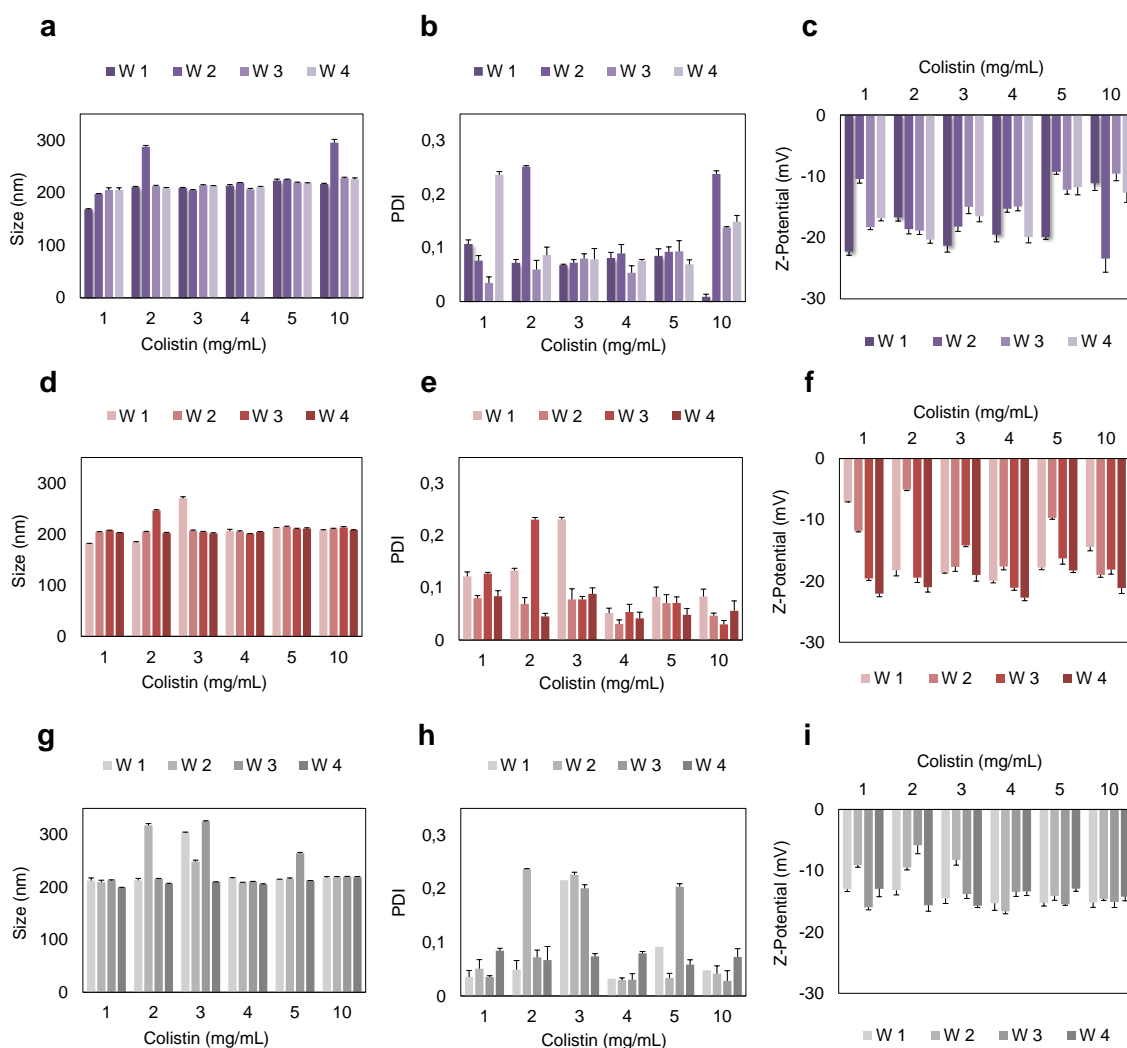 a
W 1 W 2 W 3 W 4
300
200
100
0
Size (nm)
1 2 3 4 5 10
Colistin (mg/mL)
b
W 1 W 2 W 3 W 4
0,3
0,2
0,1
0
PDI
1 2 3 4 5 10
Colistin (mg/mL)
c
Colistin (mg/mL)
1 2 3 4 5 10
0
-10
-20
-30
Z-Potential (mV)
W 1 W 2 W 3 W 4
d
W 1 W 2 W 3 W 4
300
200
100
0
Size (nm)
1 2 3 4 5 10
Colistin (mg/mL)
e
W 1 W 2 W 3 W 4
0,3
0,2
0,1
0
PDI
1 2 3 4 5 10
Colistin (mg/mL)
f
Colistin (mg/mL)
1 2 3 4 5 10
0
-10
-20
-30
Z-Potential (mV)
W 1 W 2 W 3 W 4
g
W 1 W 2 W 3 W 4
300
200
100
0
Size (nm)
1 2 3 4 5 10
Colistin (mg/mL)
h
W 1 W 2 W 3 W 4
0,3
0,2
0,1
0
PDI
1 2 3 4 5 10
Colistin (mg/mL)
i
Colistin (mg/mL)
1 2 3 4 5 10
0
-10
-20
-30
Z-Potential (mV)
W 1 W 2 W 3 W 4